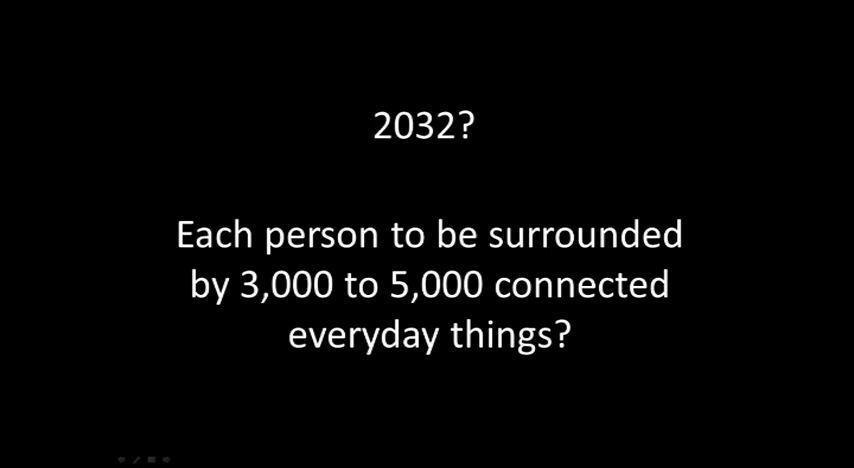 2032?
Each person to be surrounded
by 3,000 to 5,000 connected
everyday things?